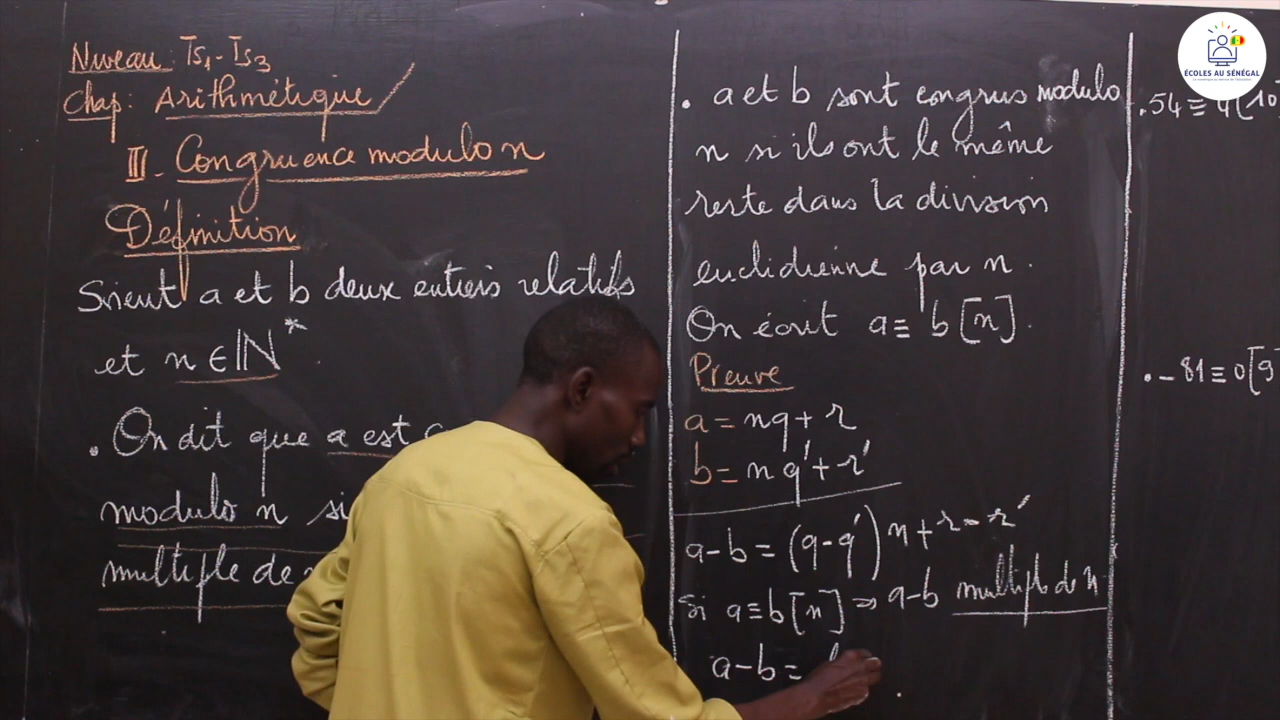 Niveau : Ts1 - Ts3
Chap : Arithmétique
II. Congruence modulo n
Définition
Soient a et b deux entiers relatifs
et n ∈ ℕ*
. On dit que a est
modulo n si
multiple de
. a et b sont congrus modulo
n si ils ont le même
reste dans la division
euclidienne par n.
On écrit a ≡ b [n].
Preuve
a = nq + r
b = nq' + r'
a-b = (q-q')n + r-r'
Si a≡b[n] ⇒ a-b multiple de n
a-b =
. 54 ≡ 4[10
. -81 ≡ 0[9
ÉCOLES AU SÉNÉGAL